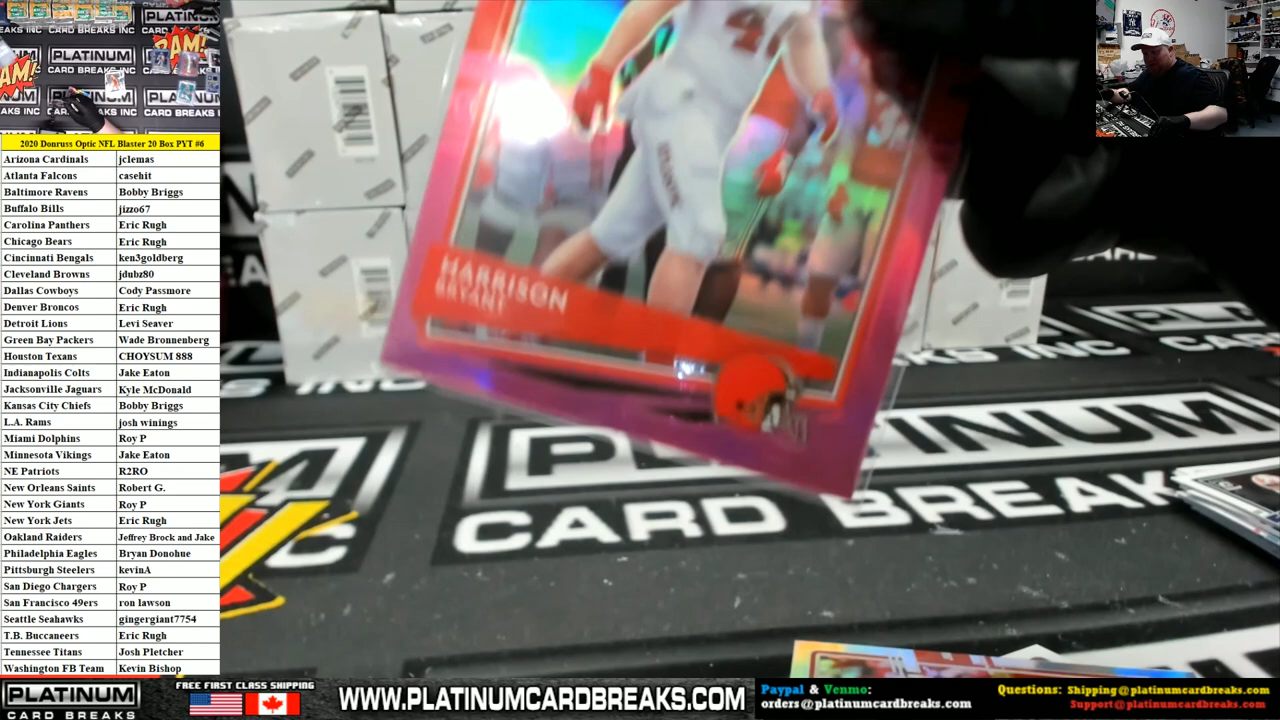 2020 Donruss Optic NFL Blaster 20 Box PYT #6
Arizona Cardinals jclemas
Atlanta Falcons casehit
Baltimore Ravens Bobby Briggs
Buffalo Bills jizzo67
Carolina Panthers Eric Rugh
Chicago Bears Eric Rugh
Cincinnati Bengals ken3goldberg
Cleveland Browns jdubz80
Dallas Cowboys Cody Passmore
Denver Broncos Eric Rugh
Detroit Lions Levi Seaver
Green Bay Packers Wade Bronnenberg
Houston Texans CHOYSUM 888
Indianapolis Colts Jake Eaton
Jacksonville Jaguars Kyle McDonald
Kansas City Chiefs Bobby Briggs
L.A. Rams josh winings
Miami Dolphins Roy P
Minnesota Vikings Jake Eaton
NE Patriots R2RO
New Orleans Saints Robert G.
New York Giants Roy P
New York Jets Eric Rugh
Oakland Raiders Jeffrey Brock and Jake
Philadelphia Eagles Bryan Donohue
Pittsburgh Steelers kevinA
San Diego Chargers Roy P
San Francisco 49ers ron lawson
Seattle Seahawks gingergiant7754
T.B. Buccaneers Eric Rugh
Tennessee Titans Josh Pletcher
Washington FB Team Kevin Bishop
HARRISON
BRYANT
PLATINUM
CARD BREAKS
PLATINUM
CARD BREAKS
FREE FIRST CLASS SHIPPING
WWW.PLATINUMCARDBREAKS.COM
Paypal & Venmo:
orders@platinumcardbreaks.com
Questions: Shipping@platinumcardbreaks.com
Support@platinumcardbreaks.com